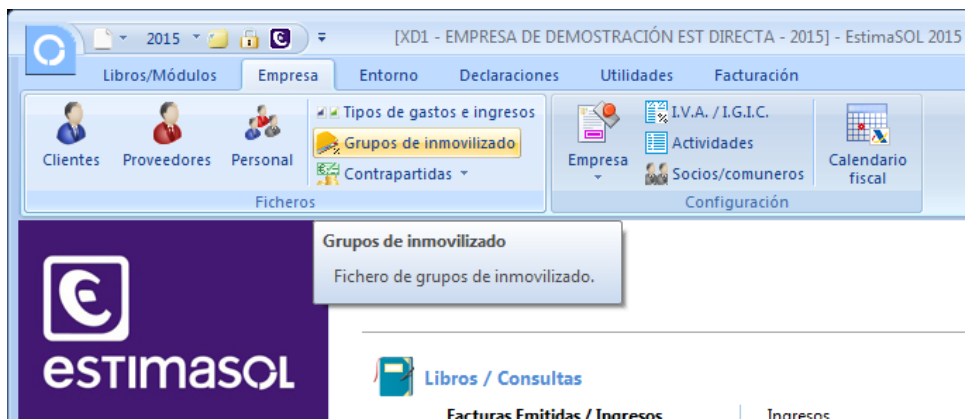 2015
[XD1 - EMPRESA DE DEMOSTRACIÓN EST DIRECTA - 2015] - EstimaSOL 2015
Libros/Módulos Empresa Entorno Declaraciones Utilidades Facturación
Clientes
Proveedores
Personal
Tipos de gastos e ingresos
Grupos de inmovilizado
Contrapartidas
Ficheros
Empresa
I.V.A. / I.G.I.C.
Actividades
Socios/comuneros
Calendario
fiscal
Configuración
Grupos de inmovilizado
Fichero de grupos de inmovilizado.
estimasol
Libros / Consultas
Facturas Emitidas / Ingresos
Ingresos